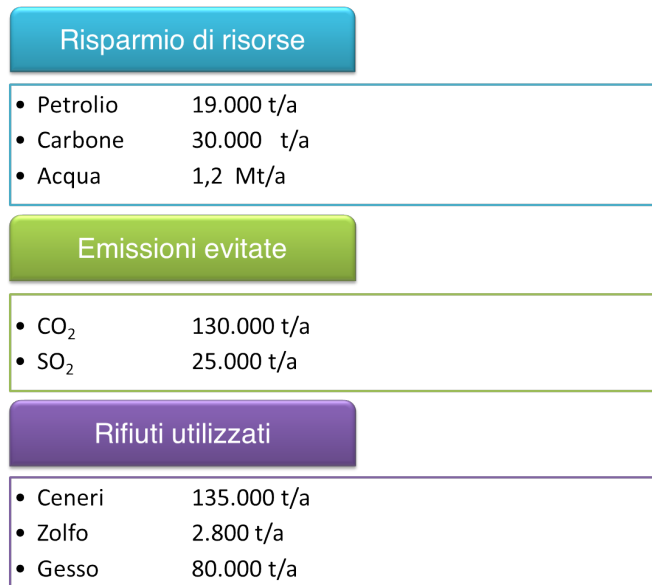 Risparmio di risorse
• Petrolio 19.000 t/a
• Carbone 30.000 t/a
• Acqua 1,2 Mt/a
Emissioni evitate
• CO₂ 130.000 t/a
• SO₂ 25.000 t/a
Rifiuti utilizzati
• Ceneri 135.000 t/a
• Zolfo 2.800 t/a
• Gesso 80.000 t/a